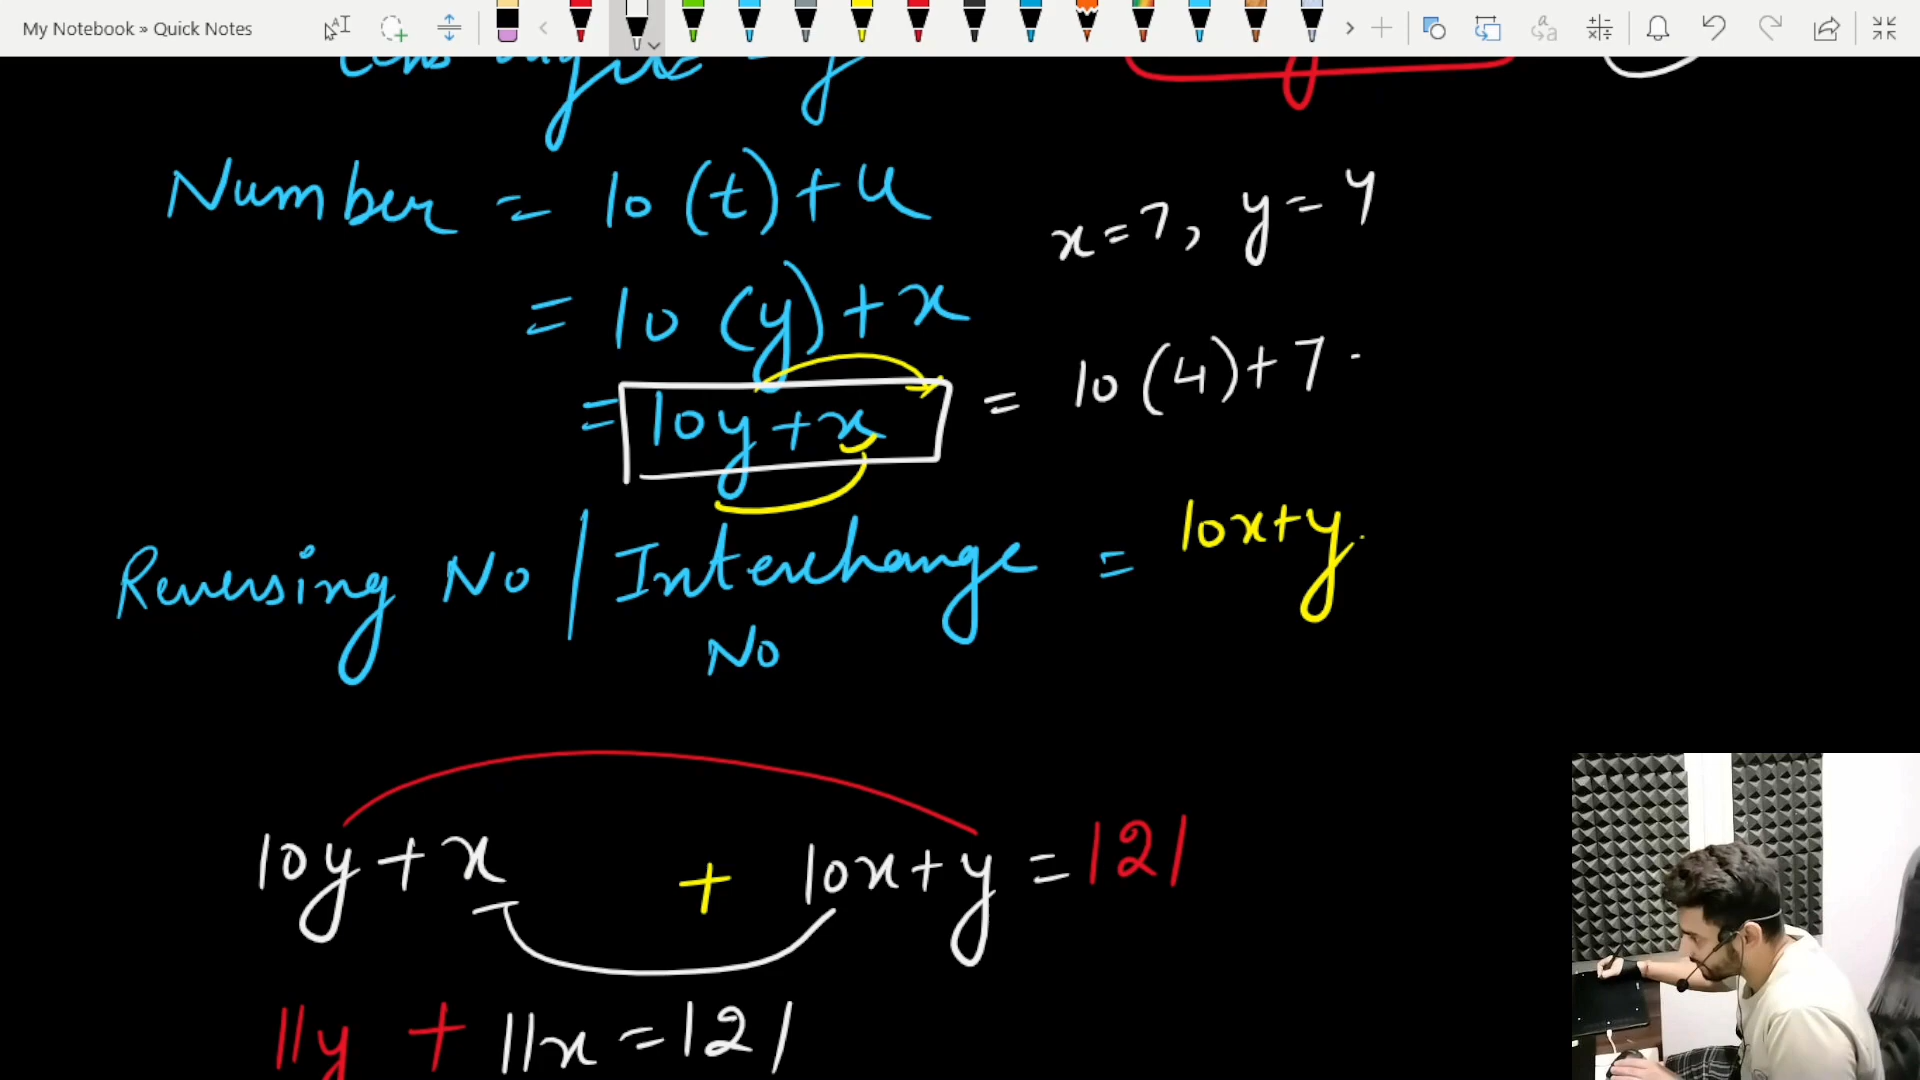 My Notebook » Quick Notes
Number = 10(t)+u
x=7, y=4
= 10(y)+x
= 10y+x = 10(4)+7
Reversing No / Interchange = 10x+y.
No
10y+x + 10x+y = 121
11y + 11x = 121